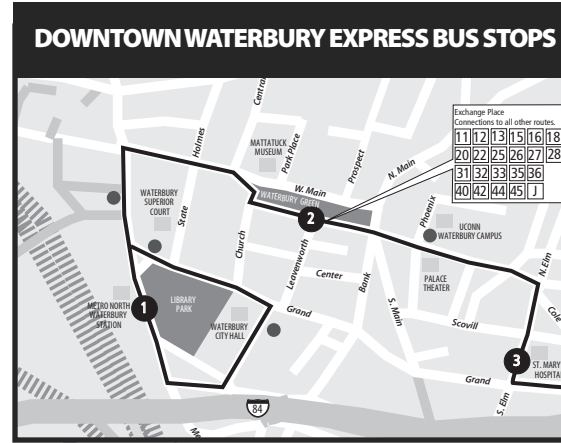 DOWNTOWN WATERBURY EXPRESS BUS STOPS
Exchange Place
Connections to all other routes.
11 12 13 15 16 18
20 22 25 26 27 28
31 32 33 35 36
40 42 44 45 J
Central
Holmes
MATTATUCK
MUSEUM
Park Place
Prospect
N. Main
W. Main
WATERBURY GREEN
2
WATERBURY
SUPERIOR
COURT
State
Church
Leavenworth
Phoenix
UCONN
WATERBURY CAMPUS
N. Elm
Center
Bank
PALACE
THEATER
S. Main
METRO NORTH
WATERBURY
STATION
1
LIBRARY
PARK
WATERBURY
CITY HALL
Grand
Scovill
Cole
3
ST. MARY
HOSPITA
Grand
S. Elm
84
Me